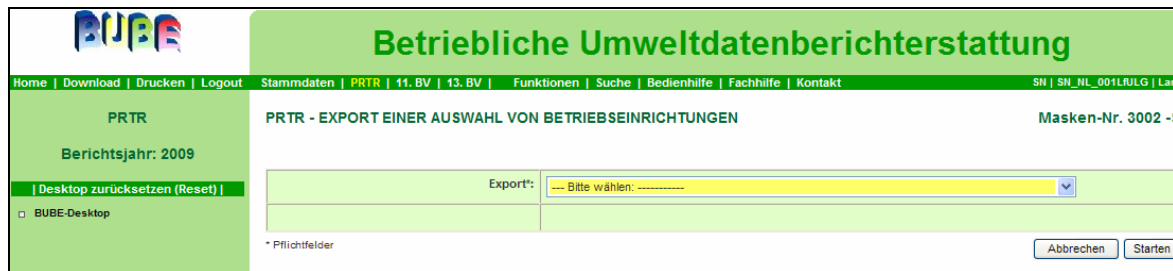 BUBE
Betriebliche Umweltdatenberichterstattung
Home | Download | Drucken | Logout Stammdaten | PRTR | 11. BV | 13. BV | Funktionen | Suche | Bedienhilfe | Fachhilfe | Kontakt SN | SN_NL_001LfULG |
PRTR
Berichtsjahr: 2009
| Desktop zurücksetzen (Reset) |
BUBE-Desktop
PRTR - EXPORT EINER AUSWAHL VON BETRIEBSEINRICHTUNGEN Masken-Nr. 3002 -
Export*: --- Bitte wählen: -----------
* Pflichtfelder
Abbrechen Starten